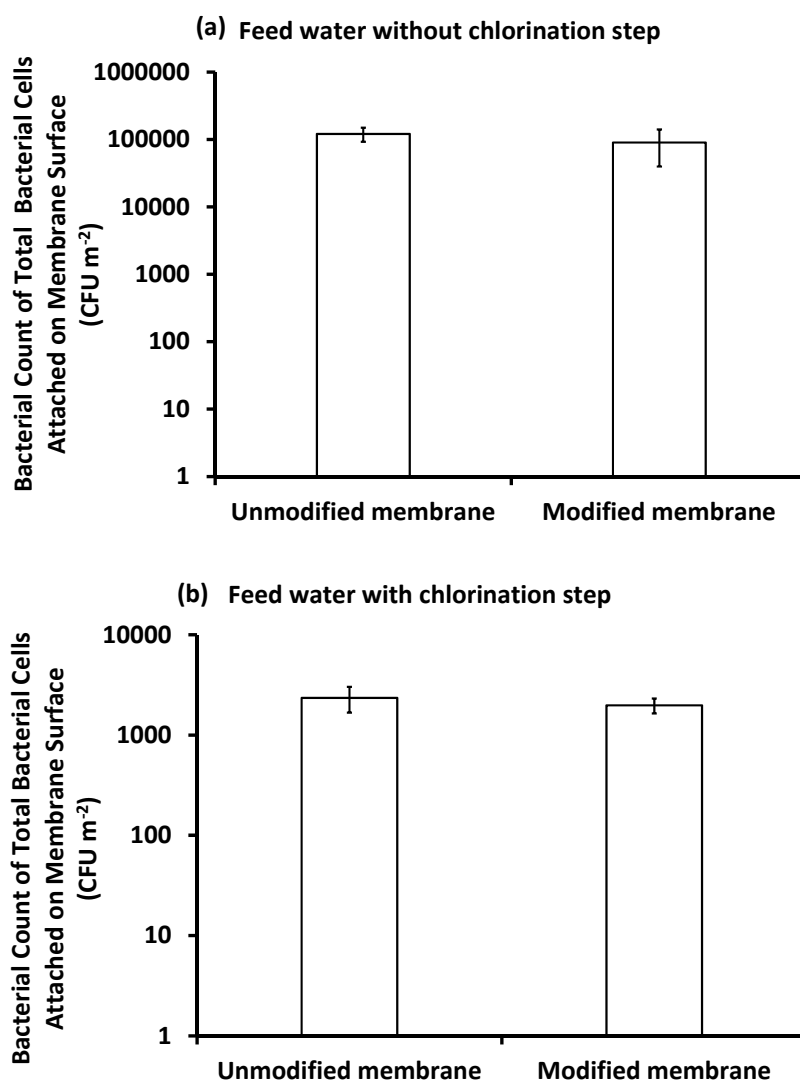 (a) Feed water without chlorination step
Bacterial Count of Total Bacterial Cells
Attached on Membrane Surface
(CFU m-2)
1000000
100000
10000
1000
100
10
1
Unmodified membrane Modified membrane
(b) Feed water with chlorination step
Bacterial Count of Total Bacterial Cells
Attached on Membrane Surface
(CFU m-2)
10000
1000
100
10
1
Unmodified membrane Modified membrane